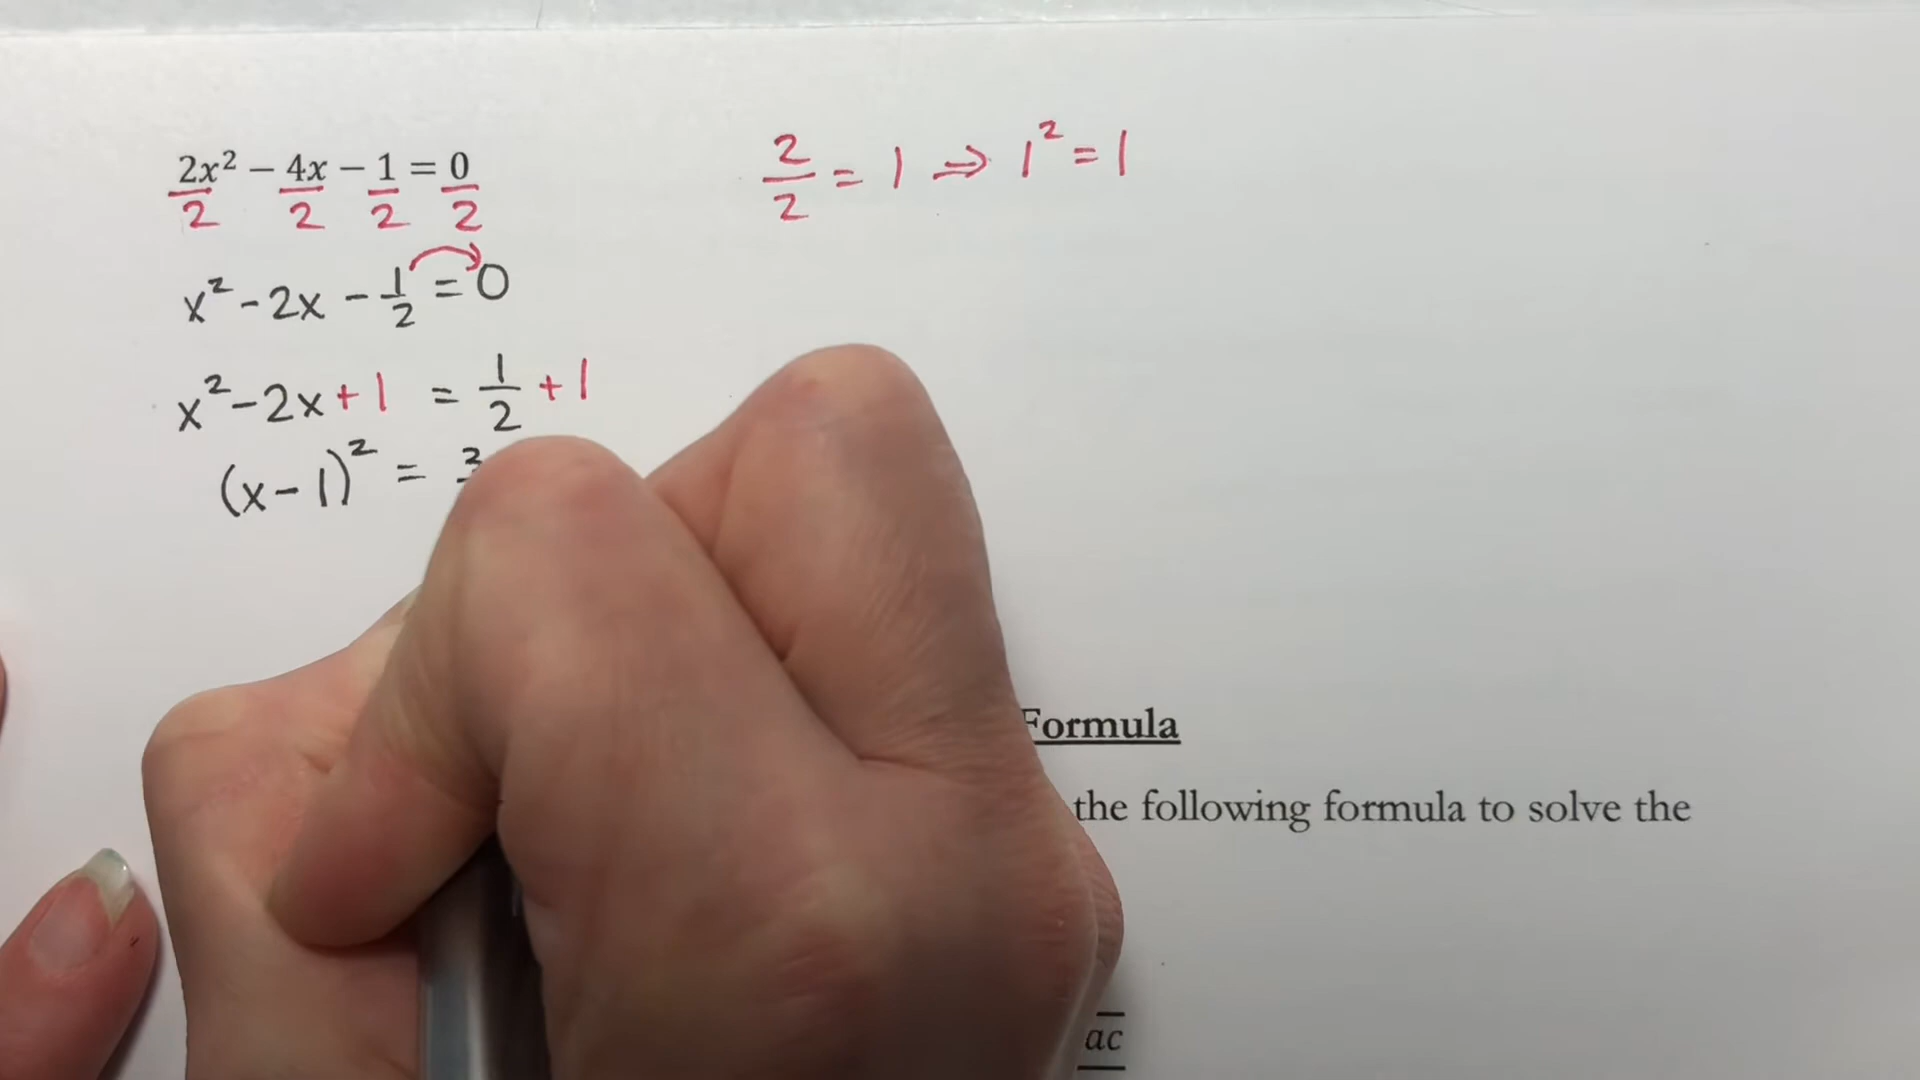 2x² – 4x – 1 = 0
2 2 2 2
2/2 = 1 ⇒ 1² = 1
x² - 2x - 1/2 = 0
x² - 2x + 1 = 1/2 + 1
(x - 1)² = 3
Formula
the following formula to solve the
ac